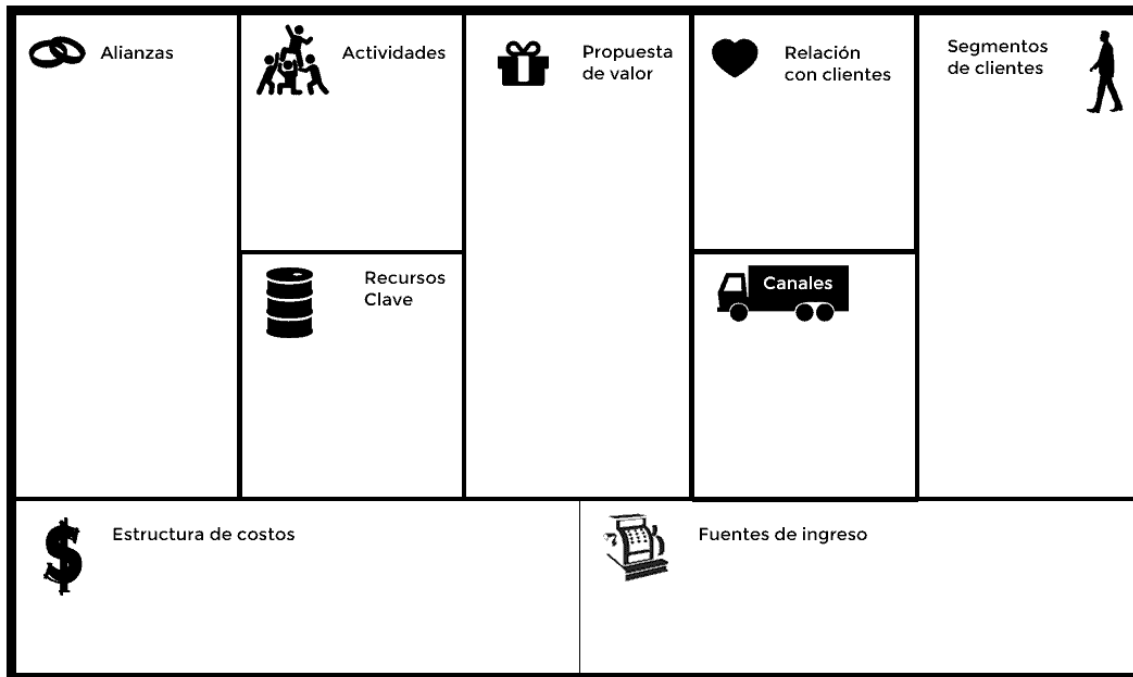 Alianzas
Actividades
Propuesta
de valor
Relación
con clientes
Segmentos
de clientes
Recursos
Clave
Canales
Estructura de costos
Fuentes de ingreso